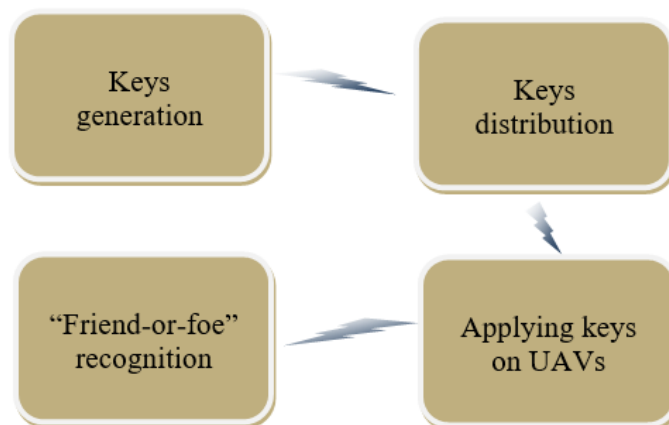 Keys
generation
Keys
distribution
“Friend-or-foe”
recognition
Applying keys
on UAVs